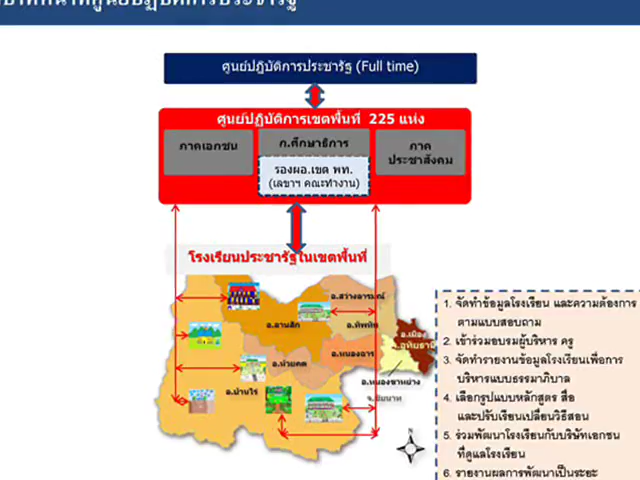 ศูนย์ปฏิบัติการประชารัฐ (Full time)
ศูนย์ปฏิบัติการเขตพื้นที่ 225 แห่ง
ภาคเอกชน
ก.ศึกษาธิการ
ภาค
ประชาสังคม
รองผอ.เขต พท.
(เลขาฯ คณะทำงาน)
โรงเรียนประชารัฐในเขตพื้นที่
อ.สว่างอารมณ์
อ.ลานสัก
อ.ทัพทัน
อ.เมือง
อุทัยธานี
อ.ห้วยคต
อ.หนองฉาง
อ.หนองขาหย่าง
อ.บ้านไร่
จ.ชัยนาท
N
1. จัดทำข้อมูลโรงเรียน และความต้องการ
ตามแบบสอบถาม
2. เข้าร่วมอบรมผู้บริหาร ครู
3. จัดทำรายงานข้อมูลโรงเรียนเพื่อการ
บริหารแบบธรรมาภิบาล
4. เลือกรูปแบบหลักสูตร สื่อ
และปรับเรียนเปลี่ยนวิธีสอน
5. ร่วมพัฒนาโรงเรียนกับบริษัทเอกชน
ที่ดูแลโรงเรียน
6. รายงานผลการพัฒนาเป็นระยะ